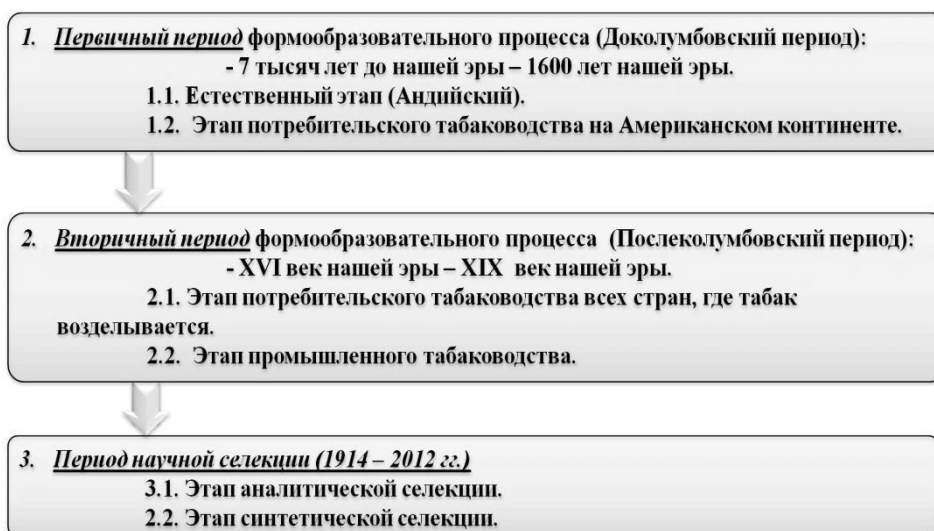 1. Первичный период формообразовательного процесса (Доколумбовский период):
- 7 тысяч лет до нашей эры – 1600 лет нашей эры.
1.1. Естественный этап (Андийский).
1.2. Этап потребительского табаководства на Американском континенте.
2. Вторичный период формообразовательного процесса (Послеколумбовский период):
- XVI век нашей эры – XIX век нашей эры.
2.1. Этап потребительского табаководства всех стран, где табак
возделывается.
2.2. Этап промышленного табаководства.
3. Период научной селекции (1914 – 2012 гг.)
3.1. Этап аналитической селекции.
2.2. Этап синтетической селекции.